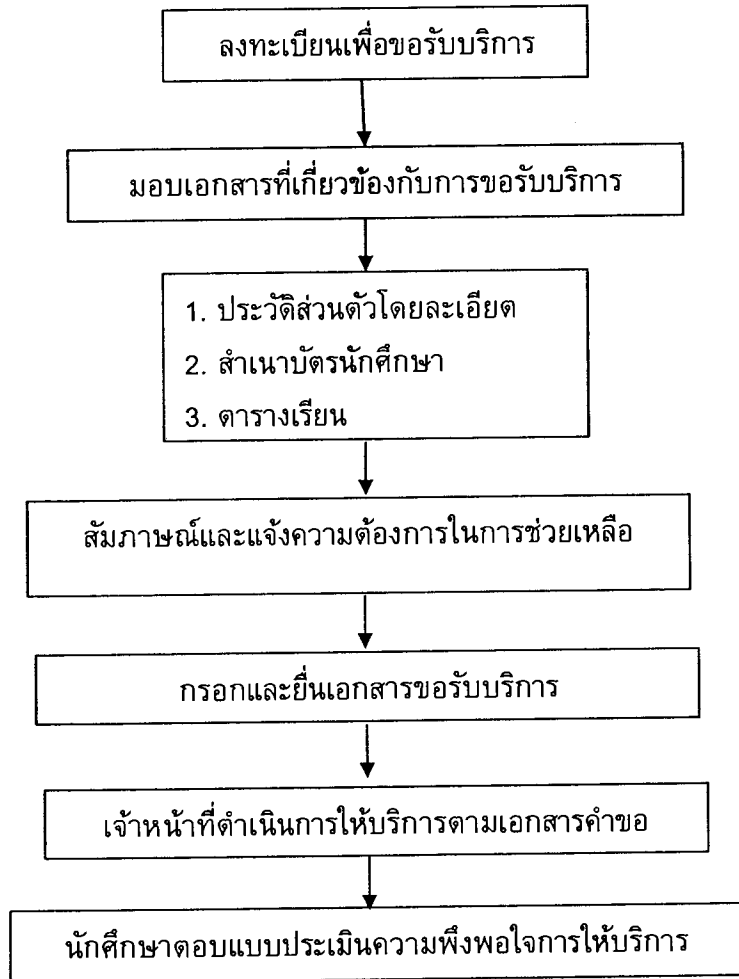 ลงทะเบียนเพื่อขอรับบริการ
มอบเอกสารที่เกี่ยวข้องกับการขอรับบริการ
1. ประวัติส่วนตัวโดยละเอียด
2. สำเนาบัตรนักศึกษา
3. ตารางเรียน
สัมภาษณ์และแจ้งความต้องการในการช่วยเหลือ
กรอกและยื่นเอกสารขอรับบริการ
เจ้าหน้าที่ดำเนินการให้บริการตามเอกสารคำขอ
นักศึกษาตอบแบบประเมินความพึงพอใจการให้บริการ